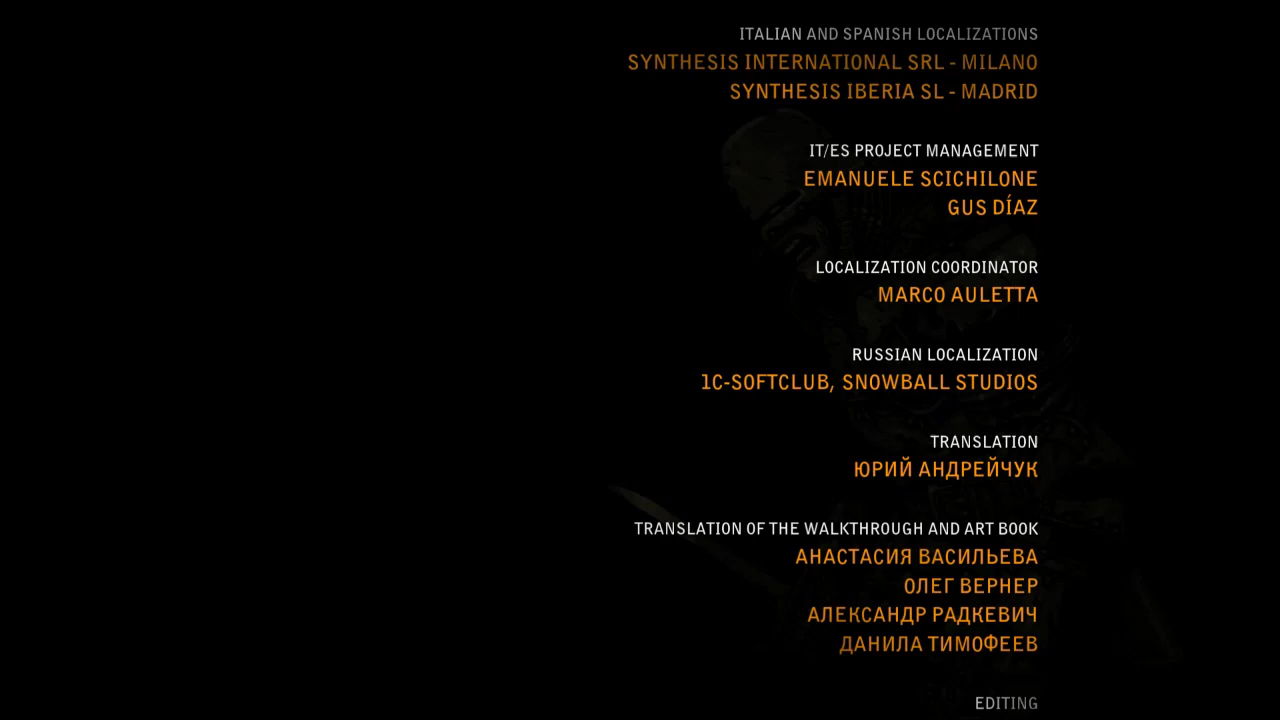 ITALIAN AND SPANISH LOCALIZATIONS
SYNTHESIS INTERNATIONAL SRL - MILANO
SYNTHESIS IBERIA SL - MADRID
IT/ES PROJECT MANAGEMENT
EMANUELE SCICHILONE
GUS DÍAZ
LOCALIZATION COORDINATOR
MARCO AULETTA
RUSSIAN LOCALIZATION
1C-SOFTCLUB, SNOWBALL STUDIOS
TRANSLATION
ЮРИЙ АНДРЕЙЧУК
TRANSLATION OF THE WALKTHROUGH AND ART BOOK
АНАСТАСИЯ ВАСИЛЬЕВА
ОЛЕГ ВЕРНЕР
АЛЕКСАНДР РАДКЕВИЧ
ДАНИЛА ТИМОФЕЕВ
EDITING